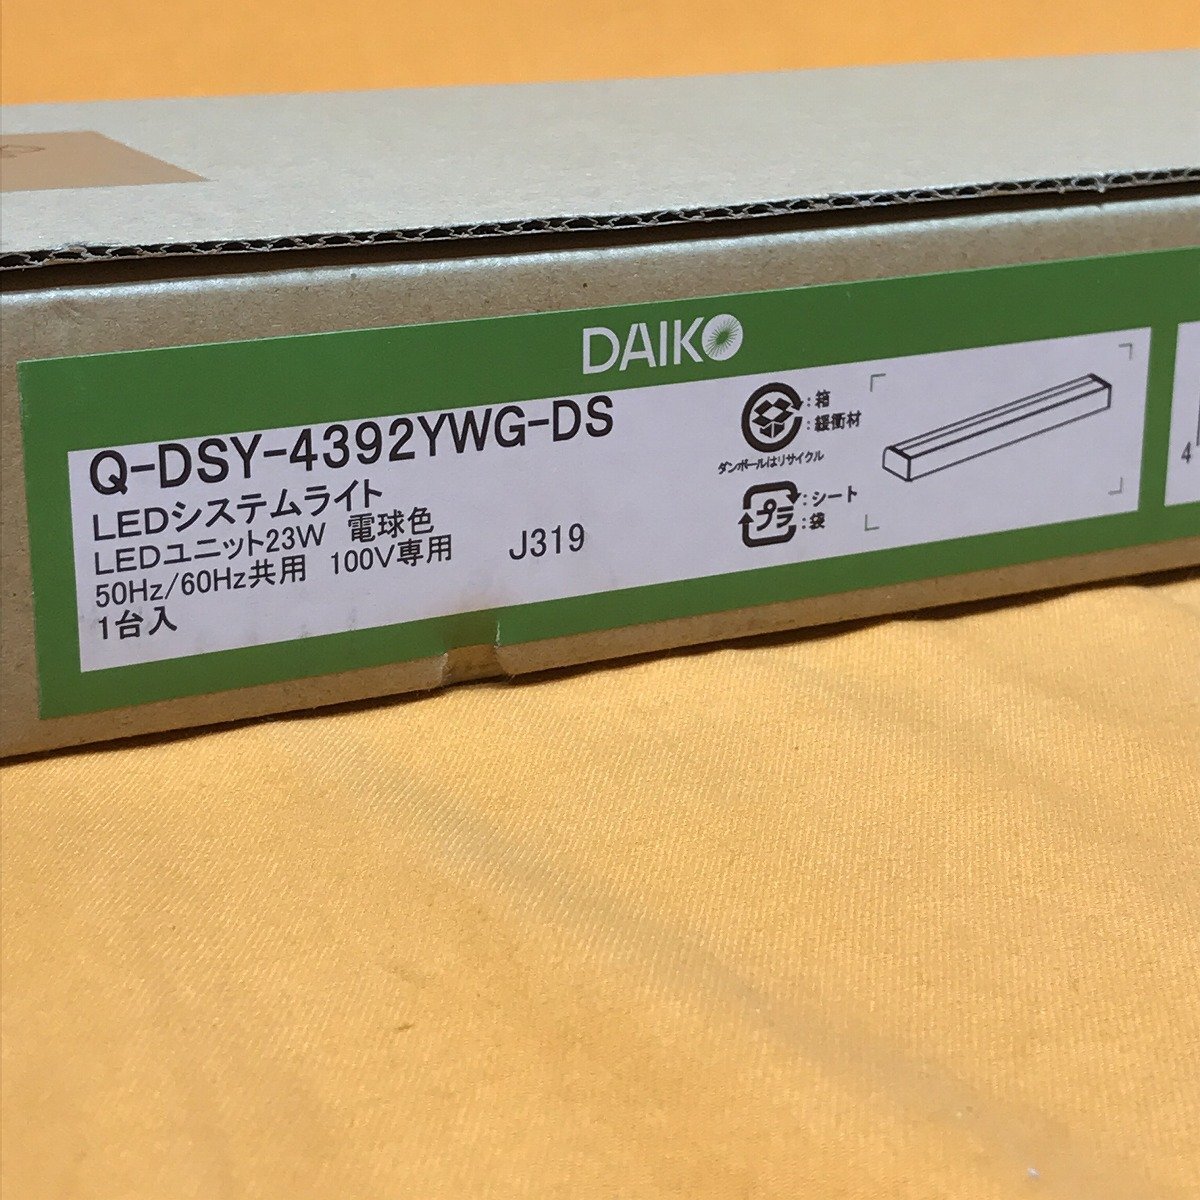 DAIKO
Q-DSY-4392YWG-DS
LEDシステムライト
LEDユニット23W 電球色
50Hz/60Hz共用 100V専用 J319
1台入
:箱
:緩衝材
ダンボールはリサイクル
プラ
:シート
:袋
4